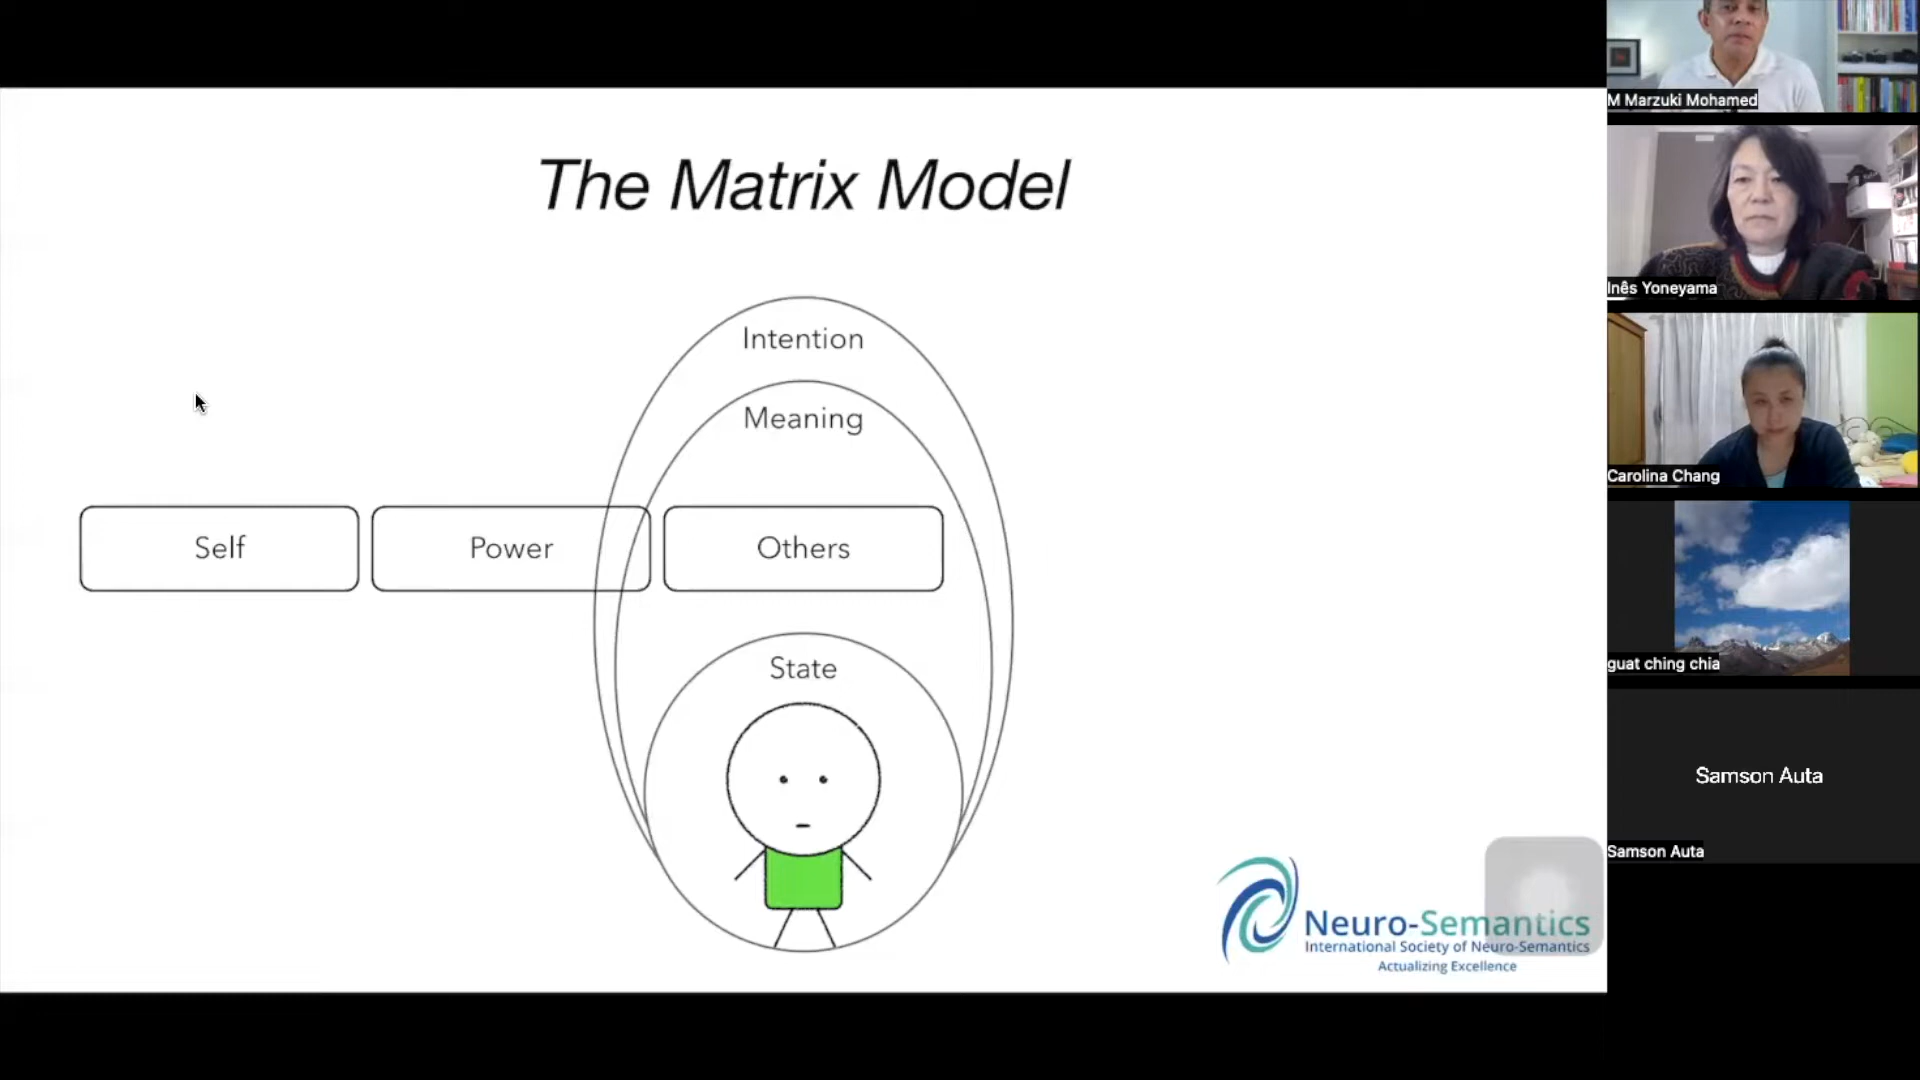 The Matrix Model
Intention
Meaning
Self
Power
Others
State
Neuro-Semantics
International Society of Neuro-Semantics
Actualizing Excellence
M Marzuki Mohamed
Inês Yoneyama
Carolina Chang
guat ching chia
Samson Auta
Samson Auta